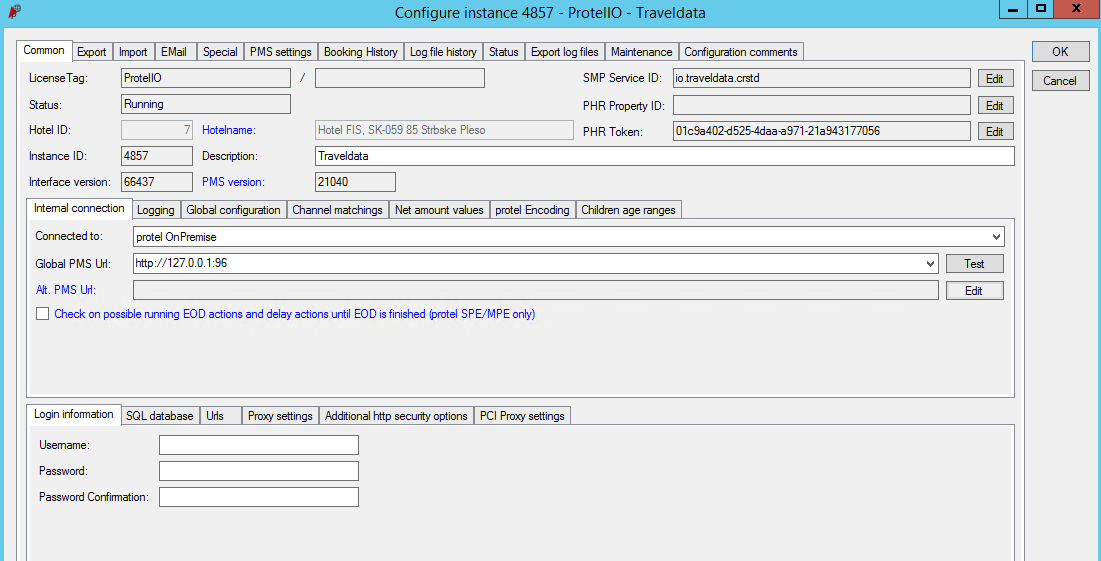 Configure instance 4857 - ProtelIO - Traveldata
Common Export Import EMail Special PMS settings Booking History Log file history Status Export log files Maintenance Configuration comments
OK
Cancel
LicenseTag: ProtelIO / SMP Service ID: io.traveldata.crstd Edit
Status: Running PHR Property ID: Edit
Hotel ID: 7 Hotelname: Hotel FIS, SK-059 85 Strbske Pleso PHR Token: 01c9a402-d525-4daa-a971-21a943177056 Edit
Instance ID: 4857 Description: Traveldata
Interface version: 66437 PMS version: 21040
Internal connection Logging Global configuration Channel matchings Net amount values protel Encoding Children age ranges
Connected to: protel OnPremise
Global PMS Url: http://127.0.0.1:96 Test
Alt. PMS Url: Edit
Check on possible running EOD actions and delay actions until EOD is finished (protel SPE/MPE only)
Login information SQL database Urls Proxy settings Additional http security options PCI Proxy settings
Username:
Password:
Password Confirmation: